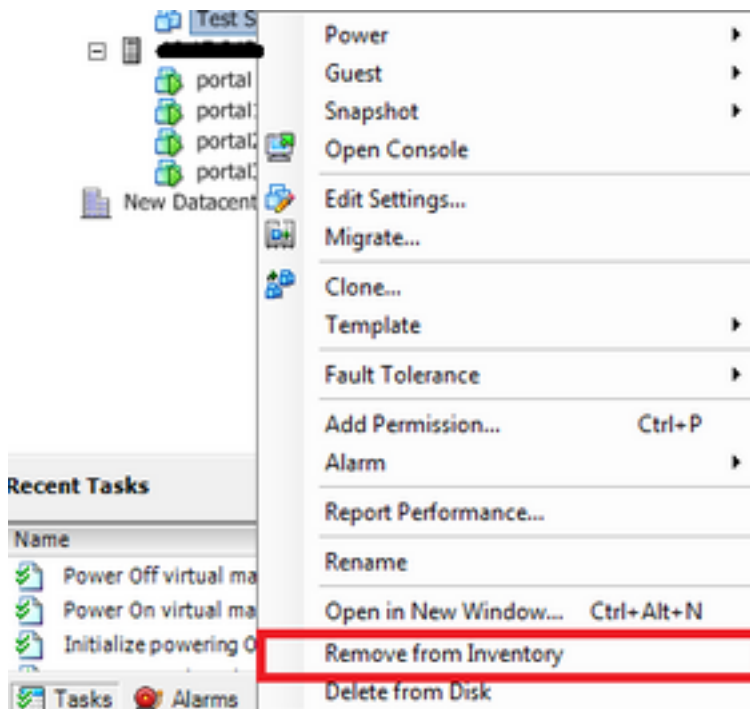 Test S
portal
portal
portal
portal
New Datacent
Power
Guest
Snapshot
Open Console
Edit Settings...
Migrate...
Clone...
Template
Fault Tolerance
Add Permission... Ctrl+P
Alarm
Report Performance...
Rename
Open in New Window... Ctrl+Alt+N
Remove from Inventory
Delete from Disk
Recent Tasks
Name
Power Off virtual ma
Power On virtual ma
Initialize powering O
Tasks Alarms